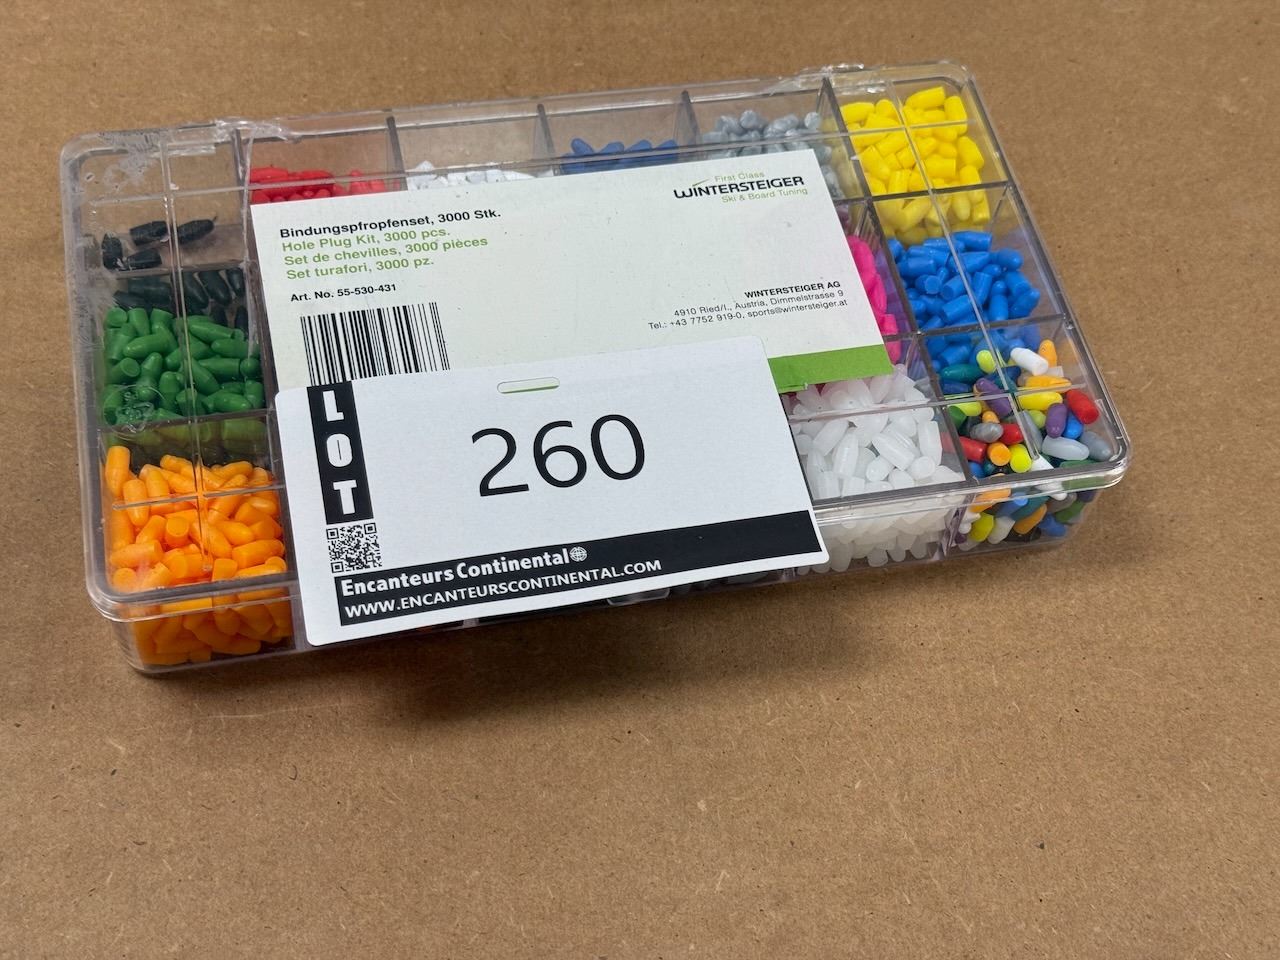 First Class
WINTERSTEIGER
Ski & Board Tuning
Bindungspfropfenset, 3000 Stk.
Hole Plug Kit, 3000 pcs.
Set de chevilles, 3000 pièces
Set turafori, 3000 pz.
Art. No. 55-530-431
WINTERSTEIGER AG
4910 Ried/I., Austria, Dimmelstrasse 9
Tel.: +43 7752 919-0, sports@wintersteiger.at
LOT
260
Encanteurs Continental
WWW.ENCANTEURSCONTINENTAL.COM